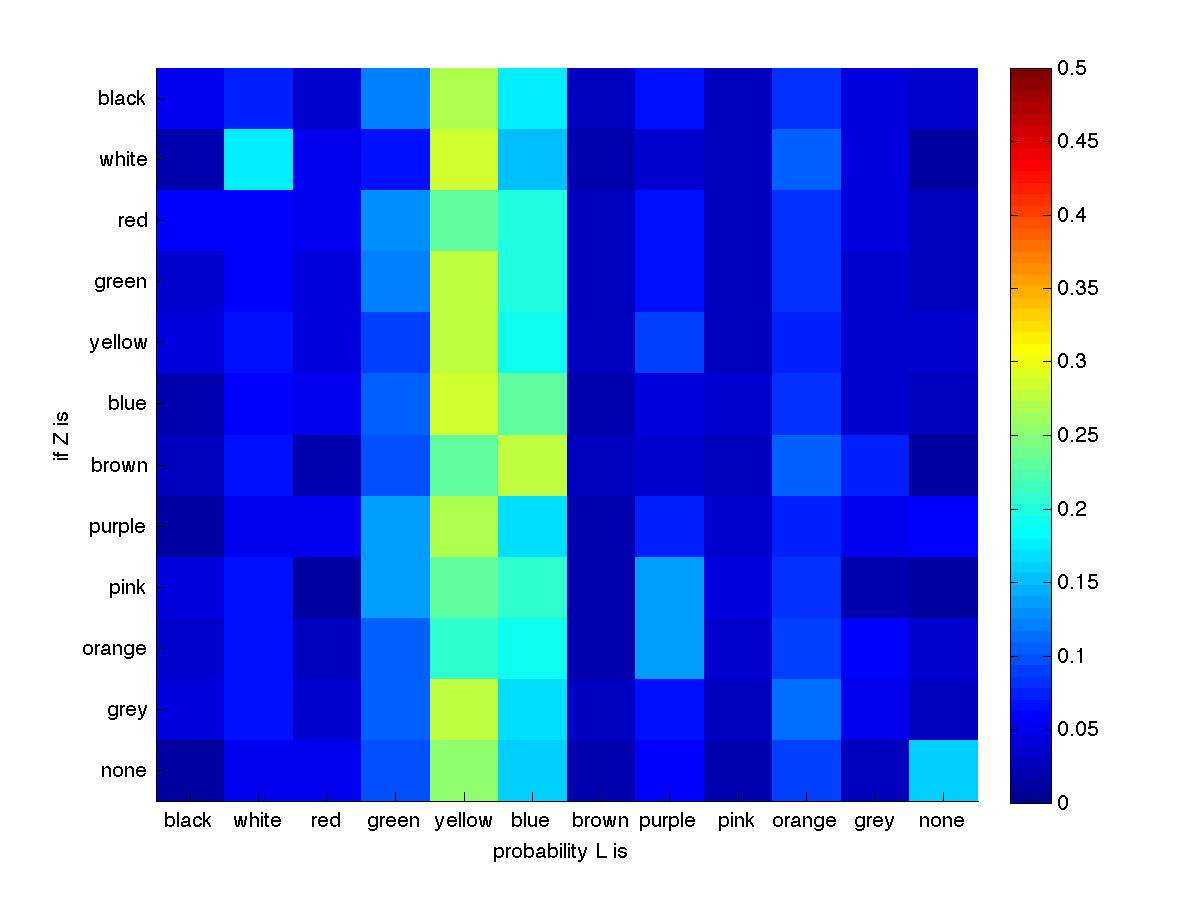 0.5
black
0.45
white
0.4
red
0.35
green
0.3
yellow
0.25
blue
if Z is
0.2
brown
0.15
purple
pink
0.1
orange
0.05
grey
none
0
black white red green yellow blue brown purple pink orange grey none
probability L is